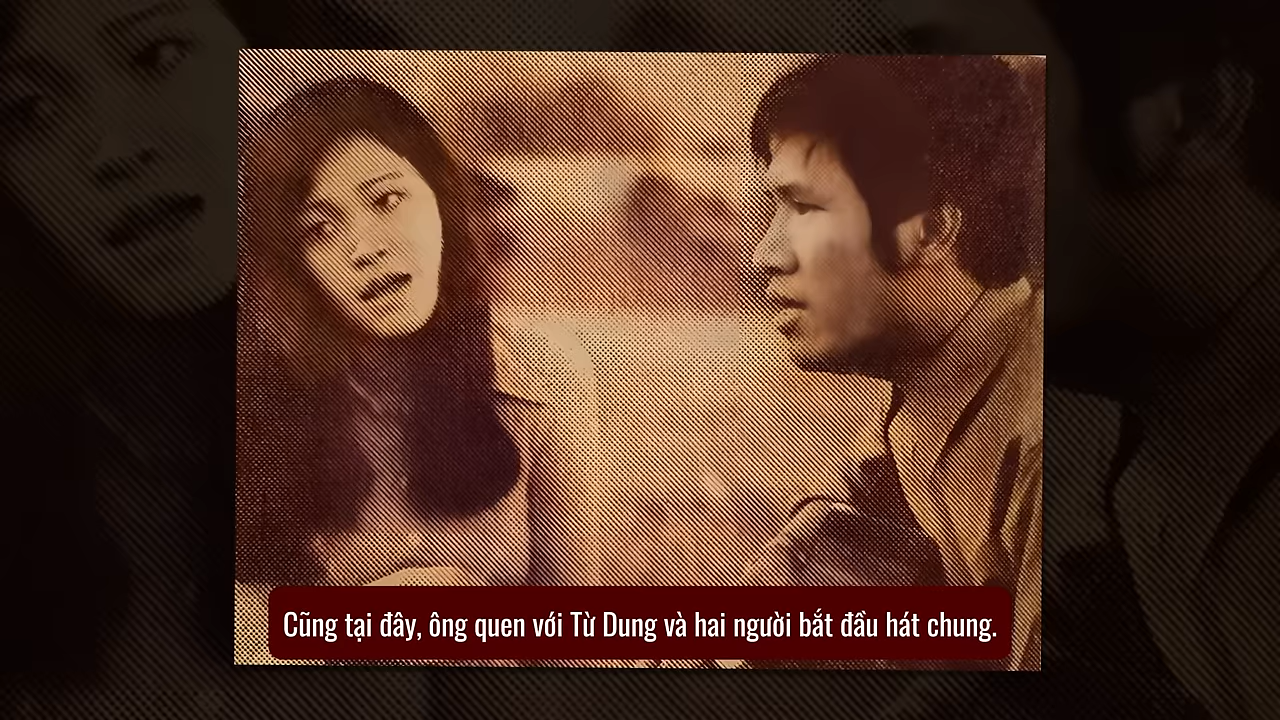 Cũng tại đây, ông quen với Từ Dung và hai người bắt đầu hát chung.